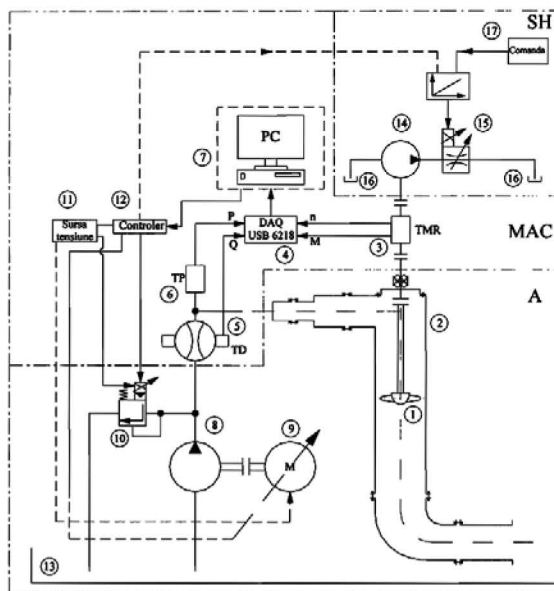 SH
17
Comanda
14
15
PC
7
16
16
11
12
Sursa
tensiune
Controler
P
Q
DAQ
USB 6218
n
M
4
3
TMR
MAC
TP
6
5
TD
A
2
1
10
8
9
M
13